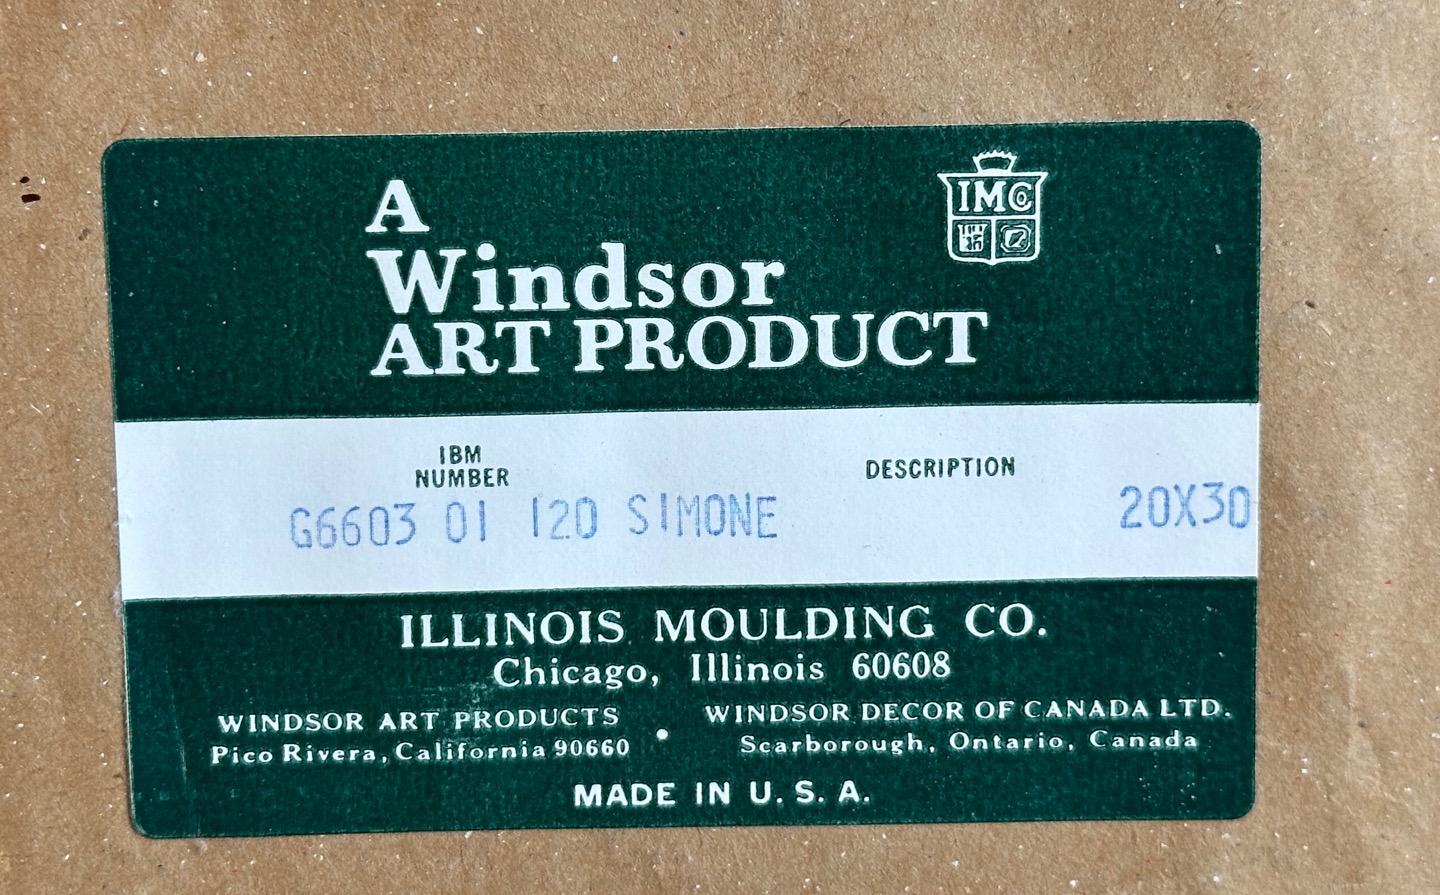 A
IMCo
Windsor
ART PRODUCT
IBM
NUMBER
DESCRIPTION
G6603 01 120 SIMONE 20X30
ILLINOIS MOULDING CO.
Chicago, Illinois 60608
WINDSOR ART PRODUCTS • WINDSOR DECOR OF CANADA LTD.
Pico Rivera, California 90660 Scarborough, Ontario, Canada
MADE IN U. S. A.